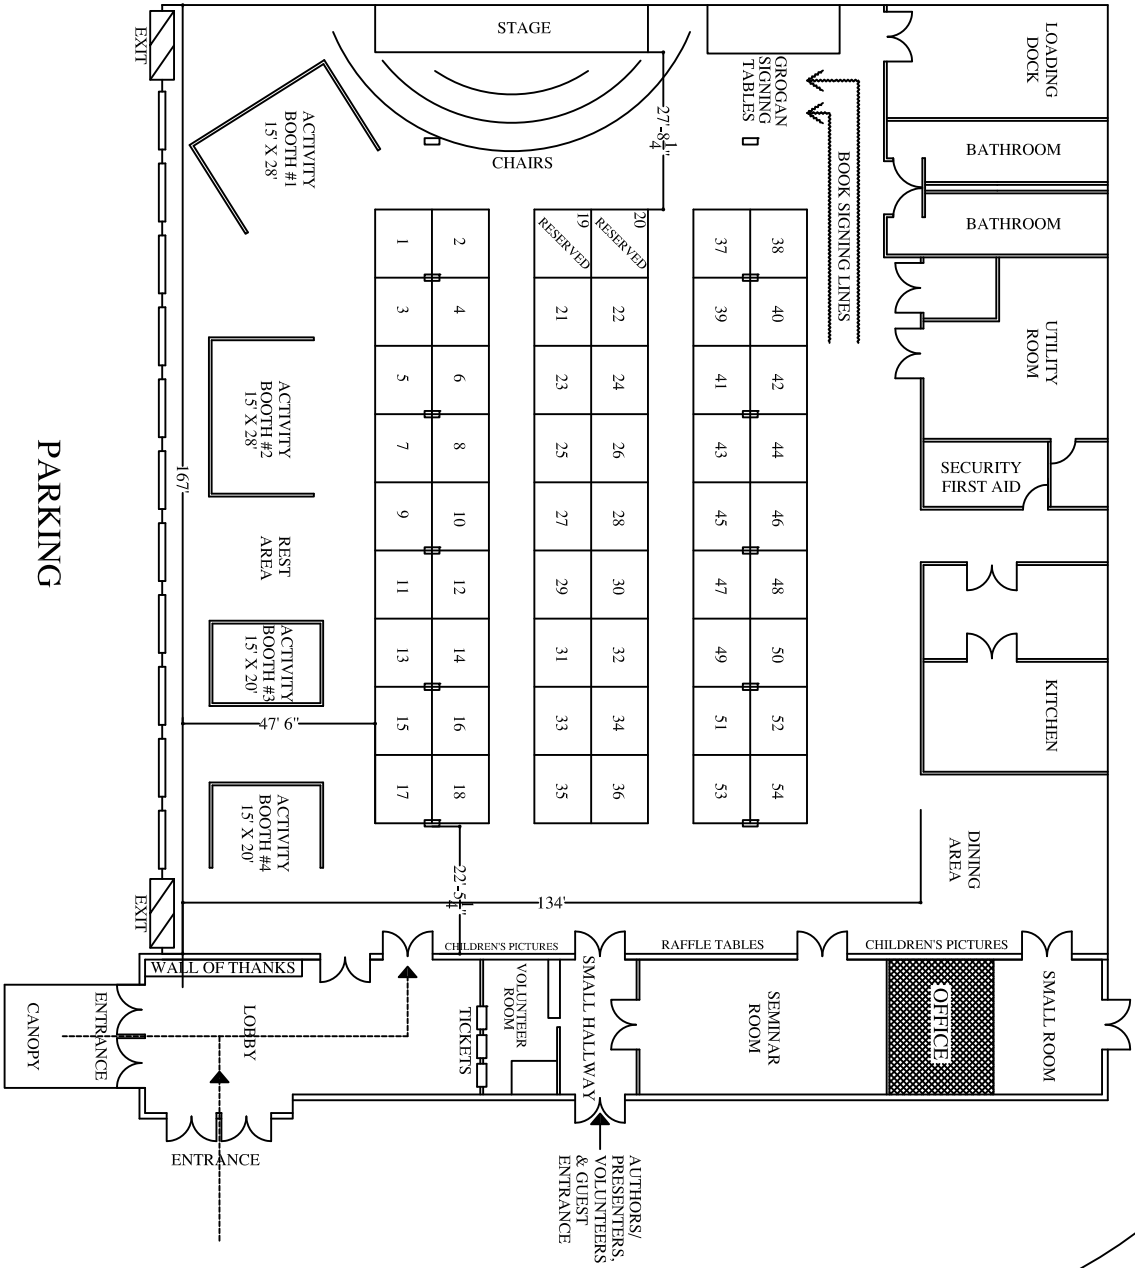 STAGE
EXIT
LOADING
DOCK
GROGAN
SIGNING
TABLES
27'-8 1/4"
ACTIVITY
BOOTH #1
15' X 28'
CHAIRS
BOOK SIGNING LINES
BATHROOM
BATHROOM
1
2
19
RESERVED
20
RESERVED
37
38
3
4
21
22
39
40
5
6
23
24
41
42
7
8
25
26
43
44
9
10
27
28
45
46
11
12
29
30
47
48
13
14
31
32
49
50
15
16
33
34
51
52
17
18
35
36
53
54
UTILITY
ROOM
ACTIVITY
BOOTH #2
15' X 28'
PARKING
167'
SECURITY
FIRST AID
REST
AREA
ACTIVITY
BOOTH #3
15' X 20'
47' 6"
KITCHEN
ACTIVITY
BOOTH #4
15' X 20'
DINING
AREA
EXIT
22'-5 1/4"
134'
CHILDREN'S PICTURES
RAFFLE TABLES
CHILDREN'S PICTURES
WALL OF THANKS
CANOPY
ENTRANCE
LOBBY
TICKETS
VOLUNTEER
ROOM
SMALL HALLWAY
SEMINAR
ROOM
OFFICE
SMALL ROOM
ENTRANCE
AUTHORS/
PRESENTERS,
VOLUNTEERS
& GUEST
ENTRANCE